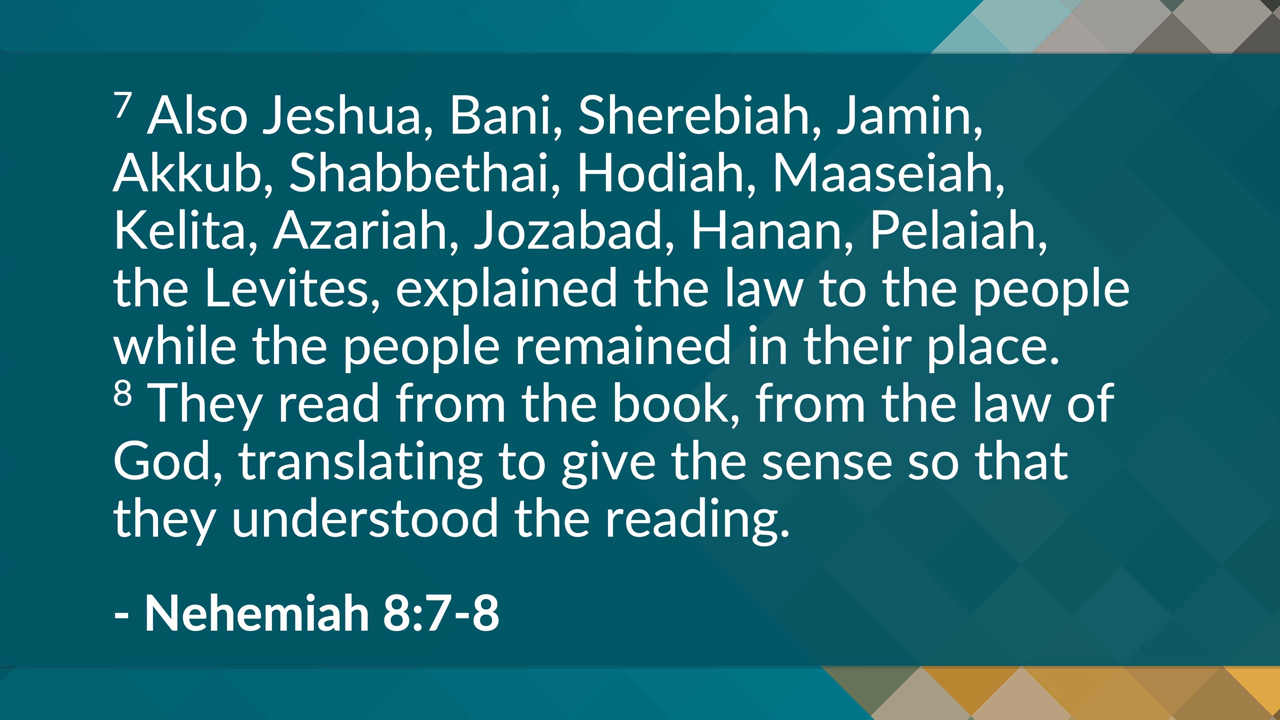 7 Also Jeshua, Bani, Sherebiah, Jamin,
Akkub, Shabbethai, Hodiah, Maaseiah,
Kelita, Azariah, Jozabad, Hanan, Pelaiah,
the Levites, explained the law to the people
while the people remained in their place.
8 They read from the book, from the law of
God, translating to give the sense so that
they understood the reading.
- Nehemiah 8:7-8